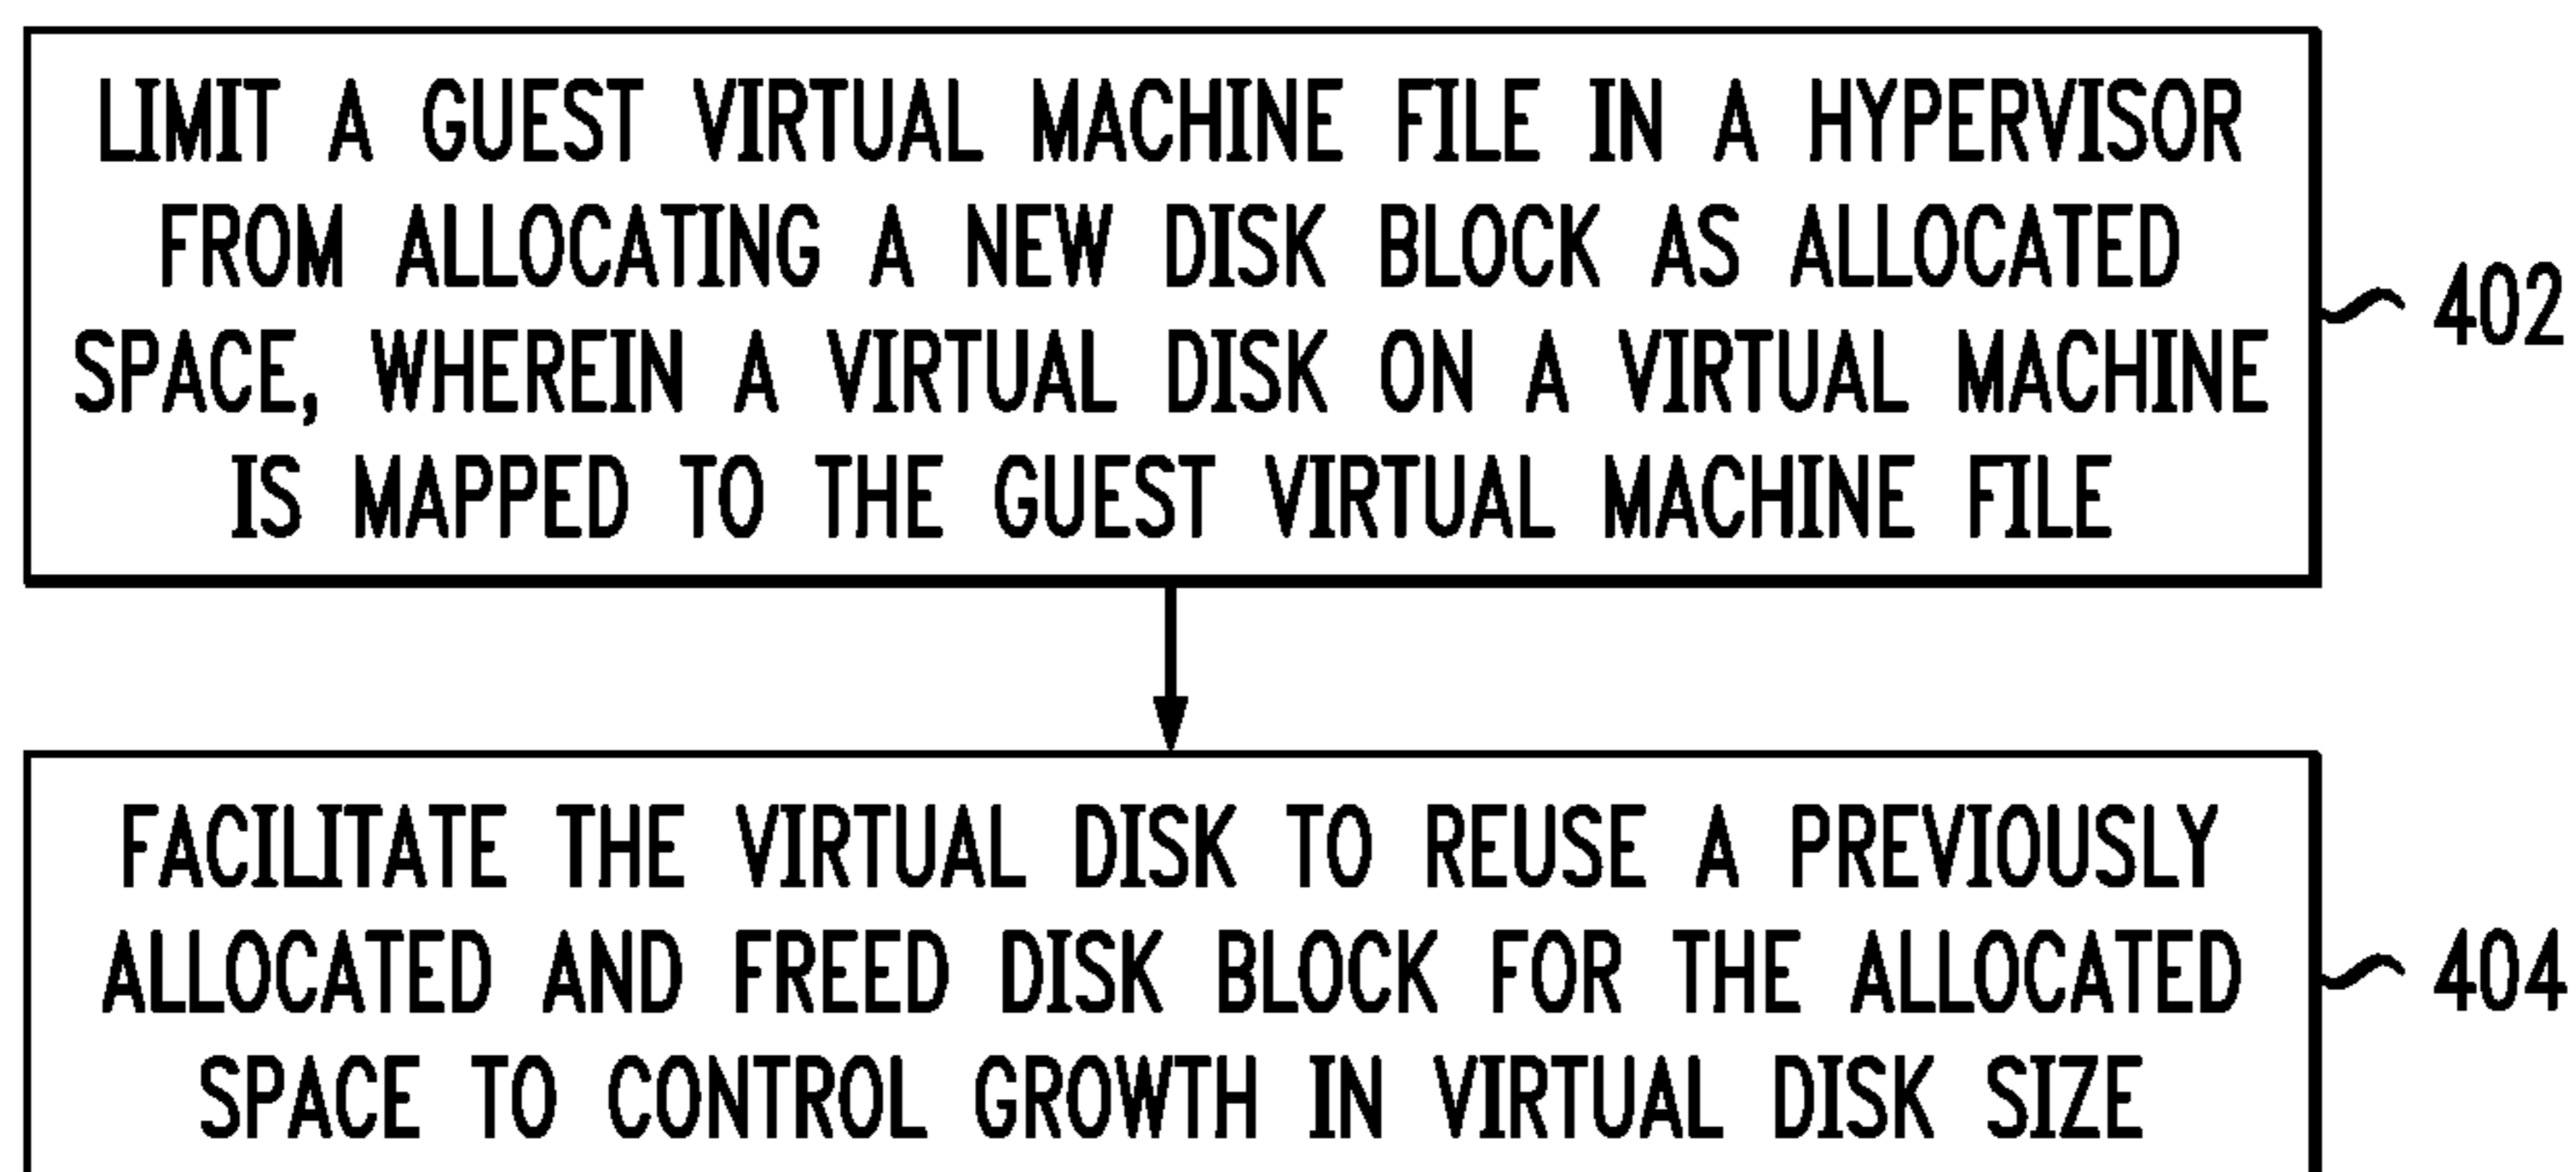 LIMIT A GUEST VIRTUAL MACHINE FILE IN A HYPERVISOR
FROM ALLOCATING A NEW DISK BLOCK AS ALLOCATED
SPACE, WHEREIN A VIRTUAL DISK ON A VIRTUAL MACHINE
IS MAPPED TO THE GUEST VIRTUAL MACHINE FILE
402
FACILITATE THE VIRTUAL DISK TO REUSE A PREVIOUSLY
ALLOCATED AND FREED DISK BLOCK FOR THE ALLOCATED
SPACE TO CONTROL GROWTH IN VIRTUAL DISK SIZE
404